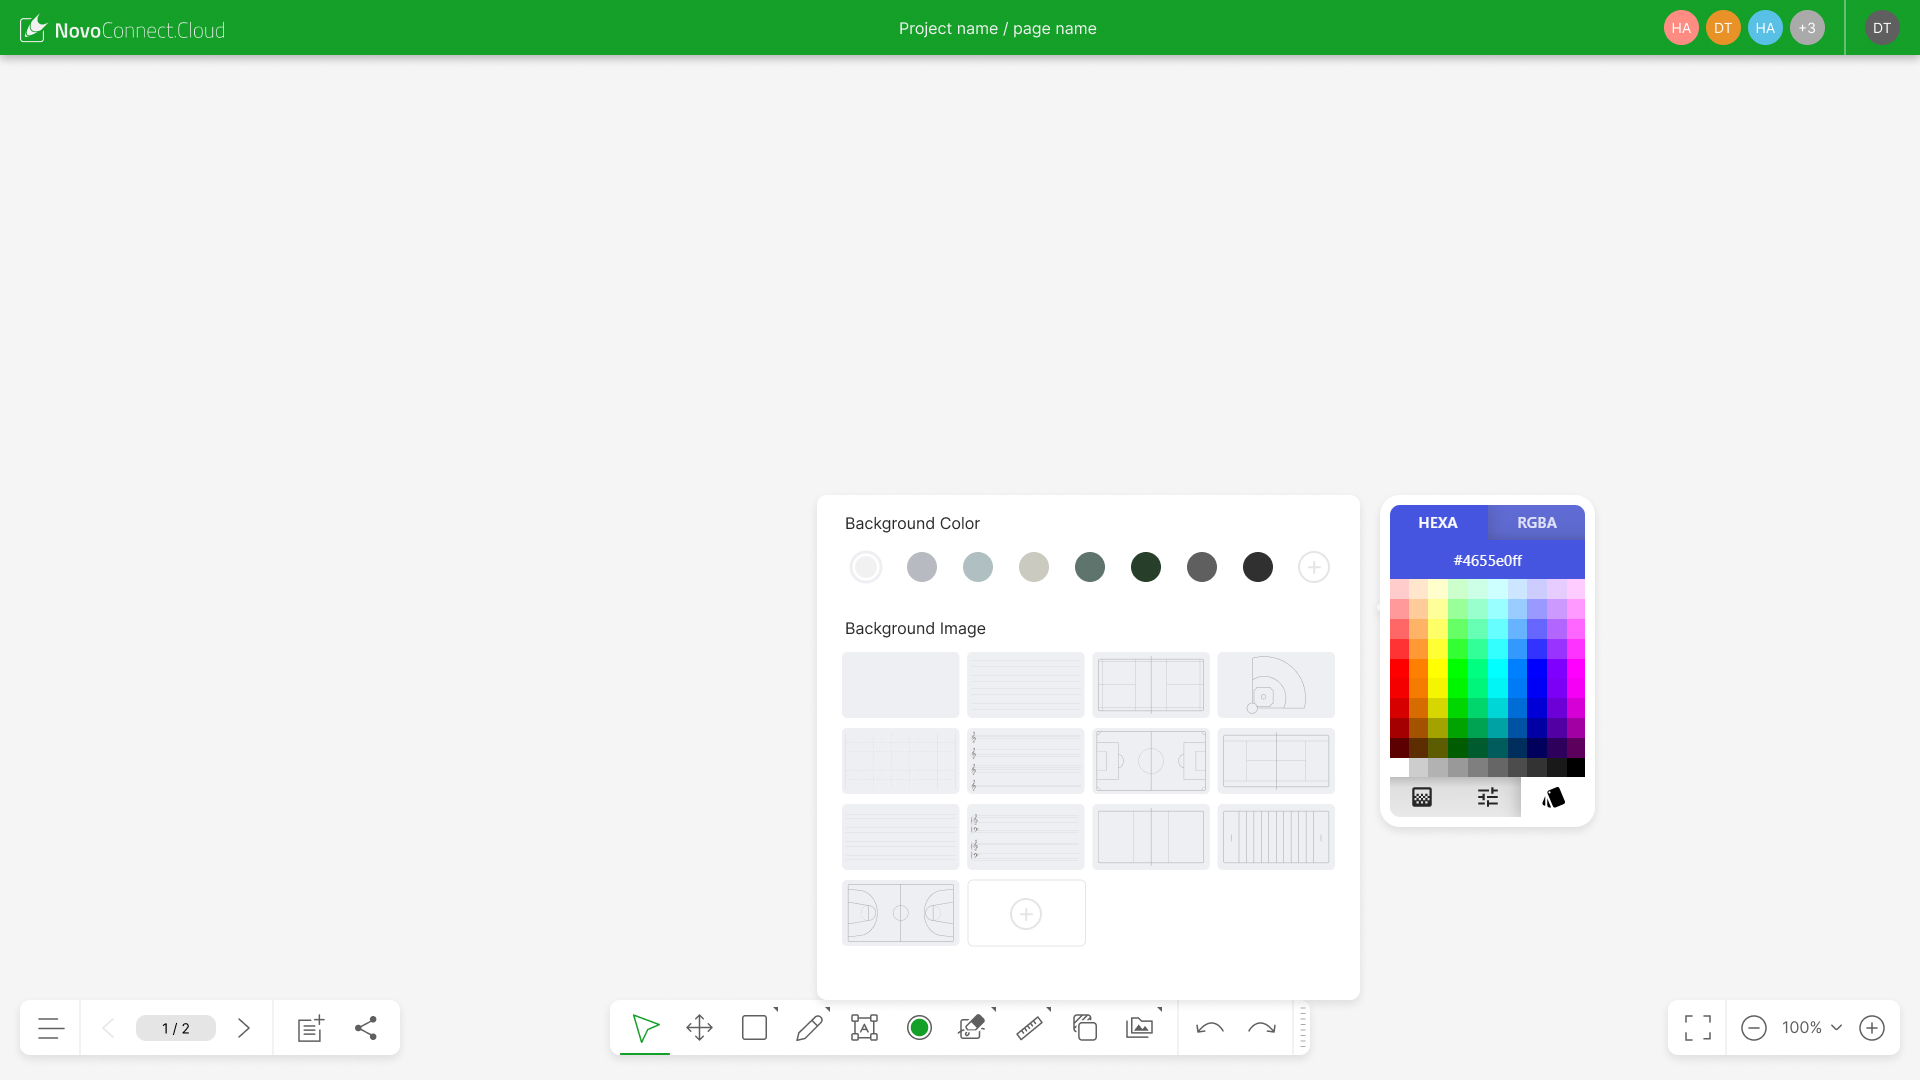 NovoConnect.Cloud
Project name / page name
HA
DT
HA
+3
DT
Background Color
Background Image
HEXA
RGBA
#4655e0ff
1 / 2
A
100%